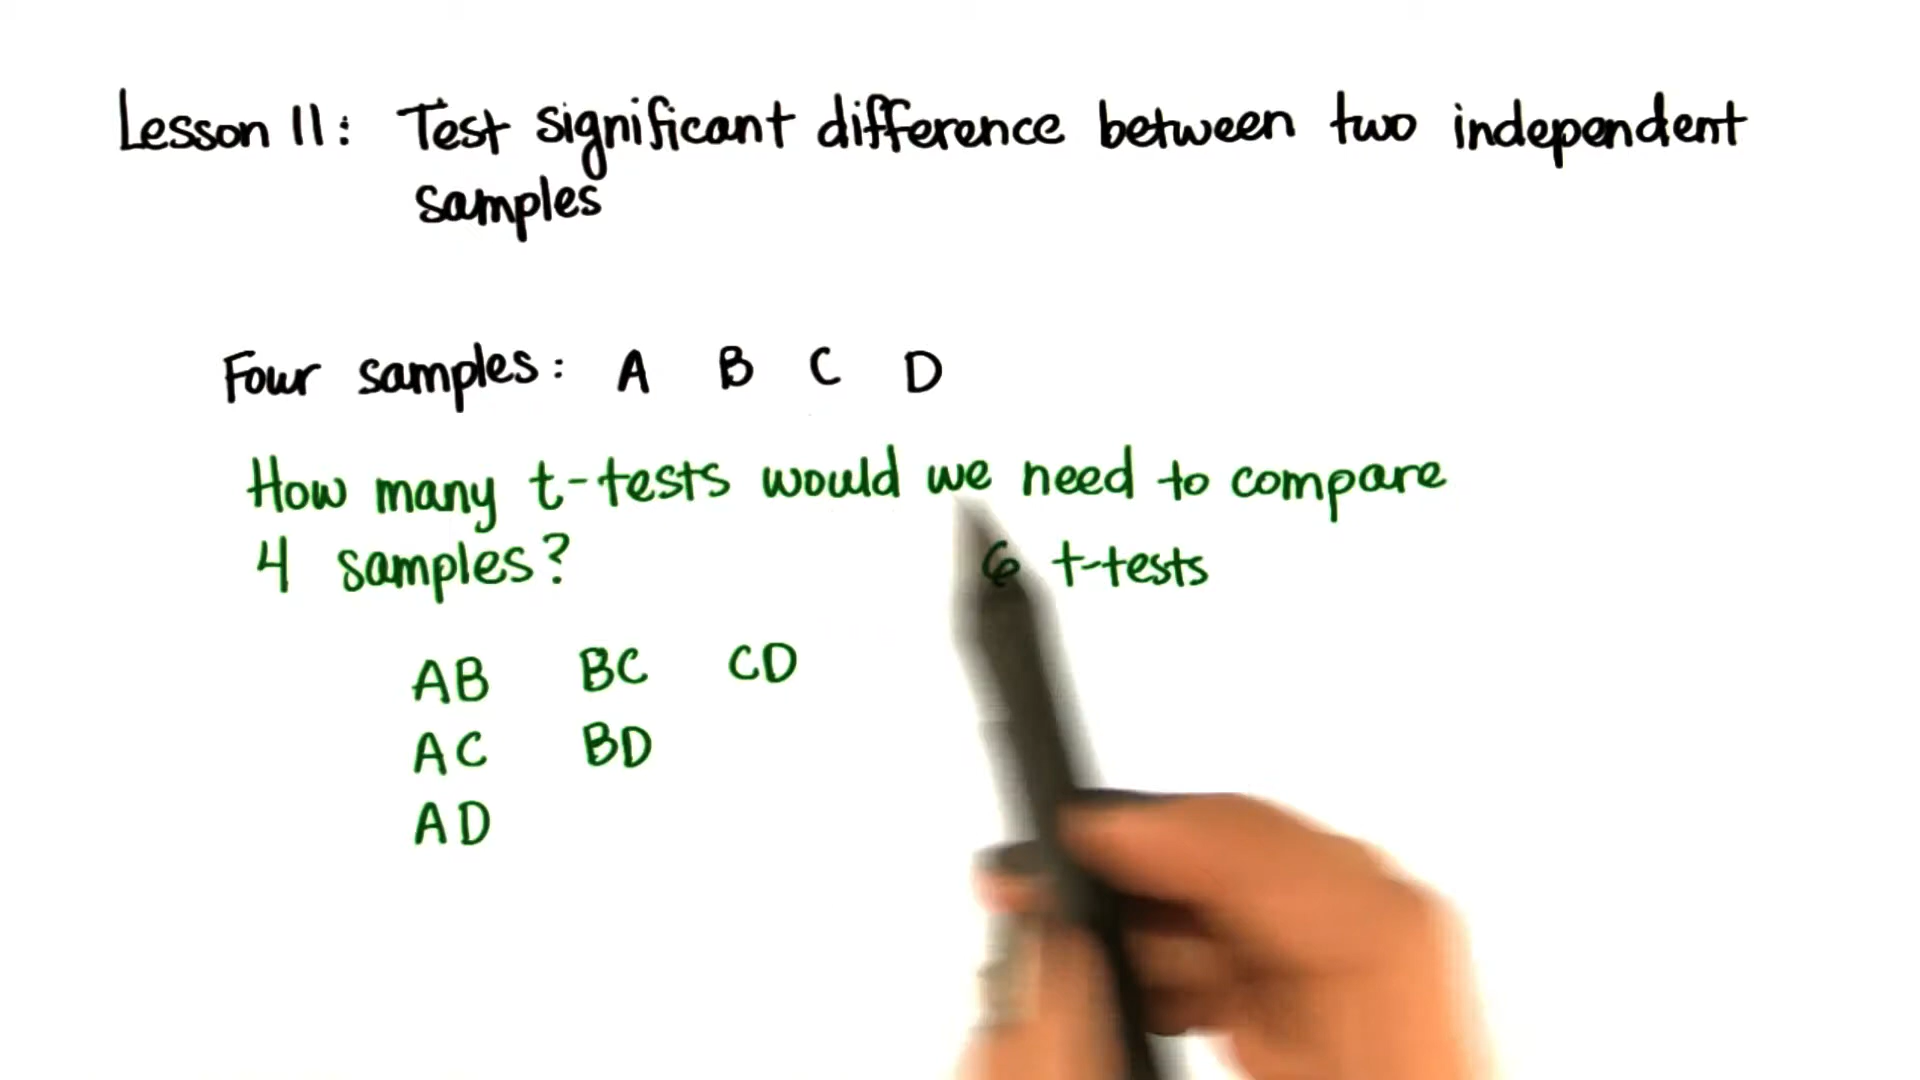 Lesson 11: Test significant difference between two independent
samples
Four samples: A B C D
How many t-tests would we need to compare
4 samples? 6 t-tests
AB BC CD
AC BD
AD